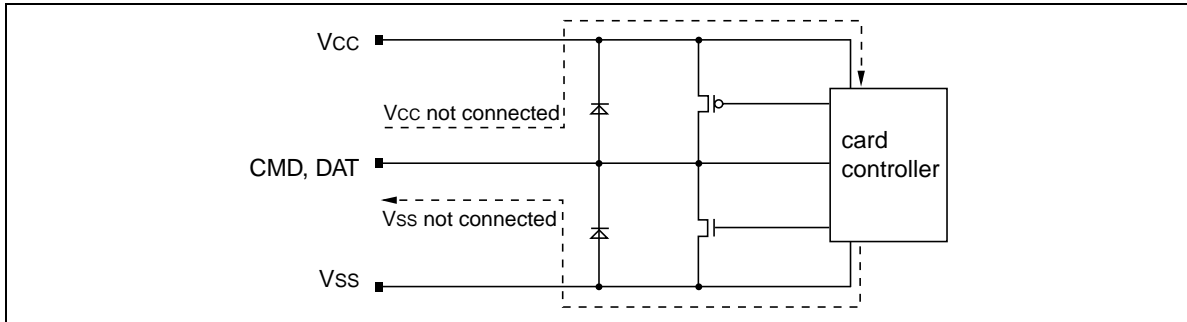 VCC
VCC not connected
card
controller
CMD, DAT
VSS not connected
VSS